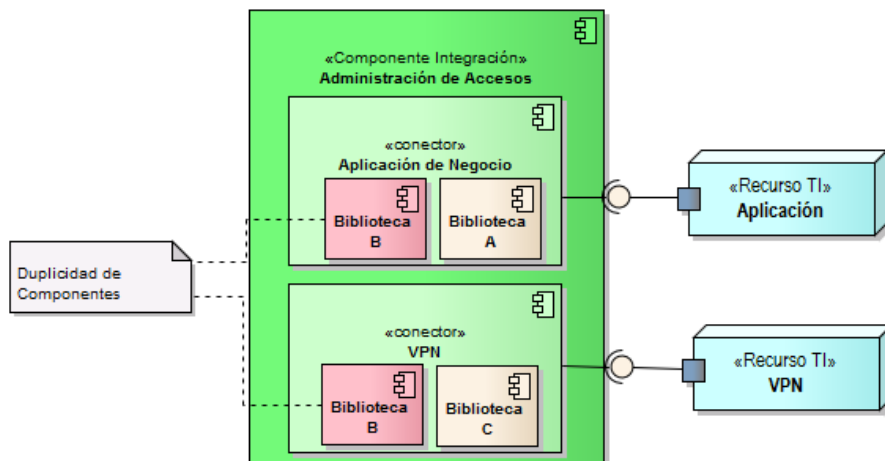 «Componente Integración»
Administración de Accesos
«conector»
Aplicación de Negocio
Biblioteca
B
Biblioteca
A
«Recurso TI»
Aplicación
Duplicidad de
Componentes
«conector»
VPN
Biblioteca
B
Biblioteca
C
«Recurso TI»
VPN